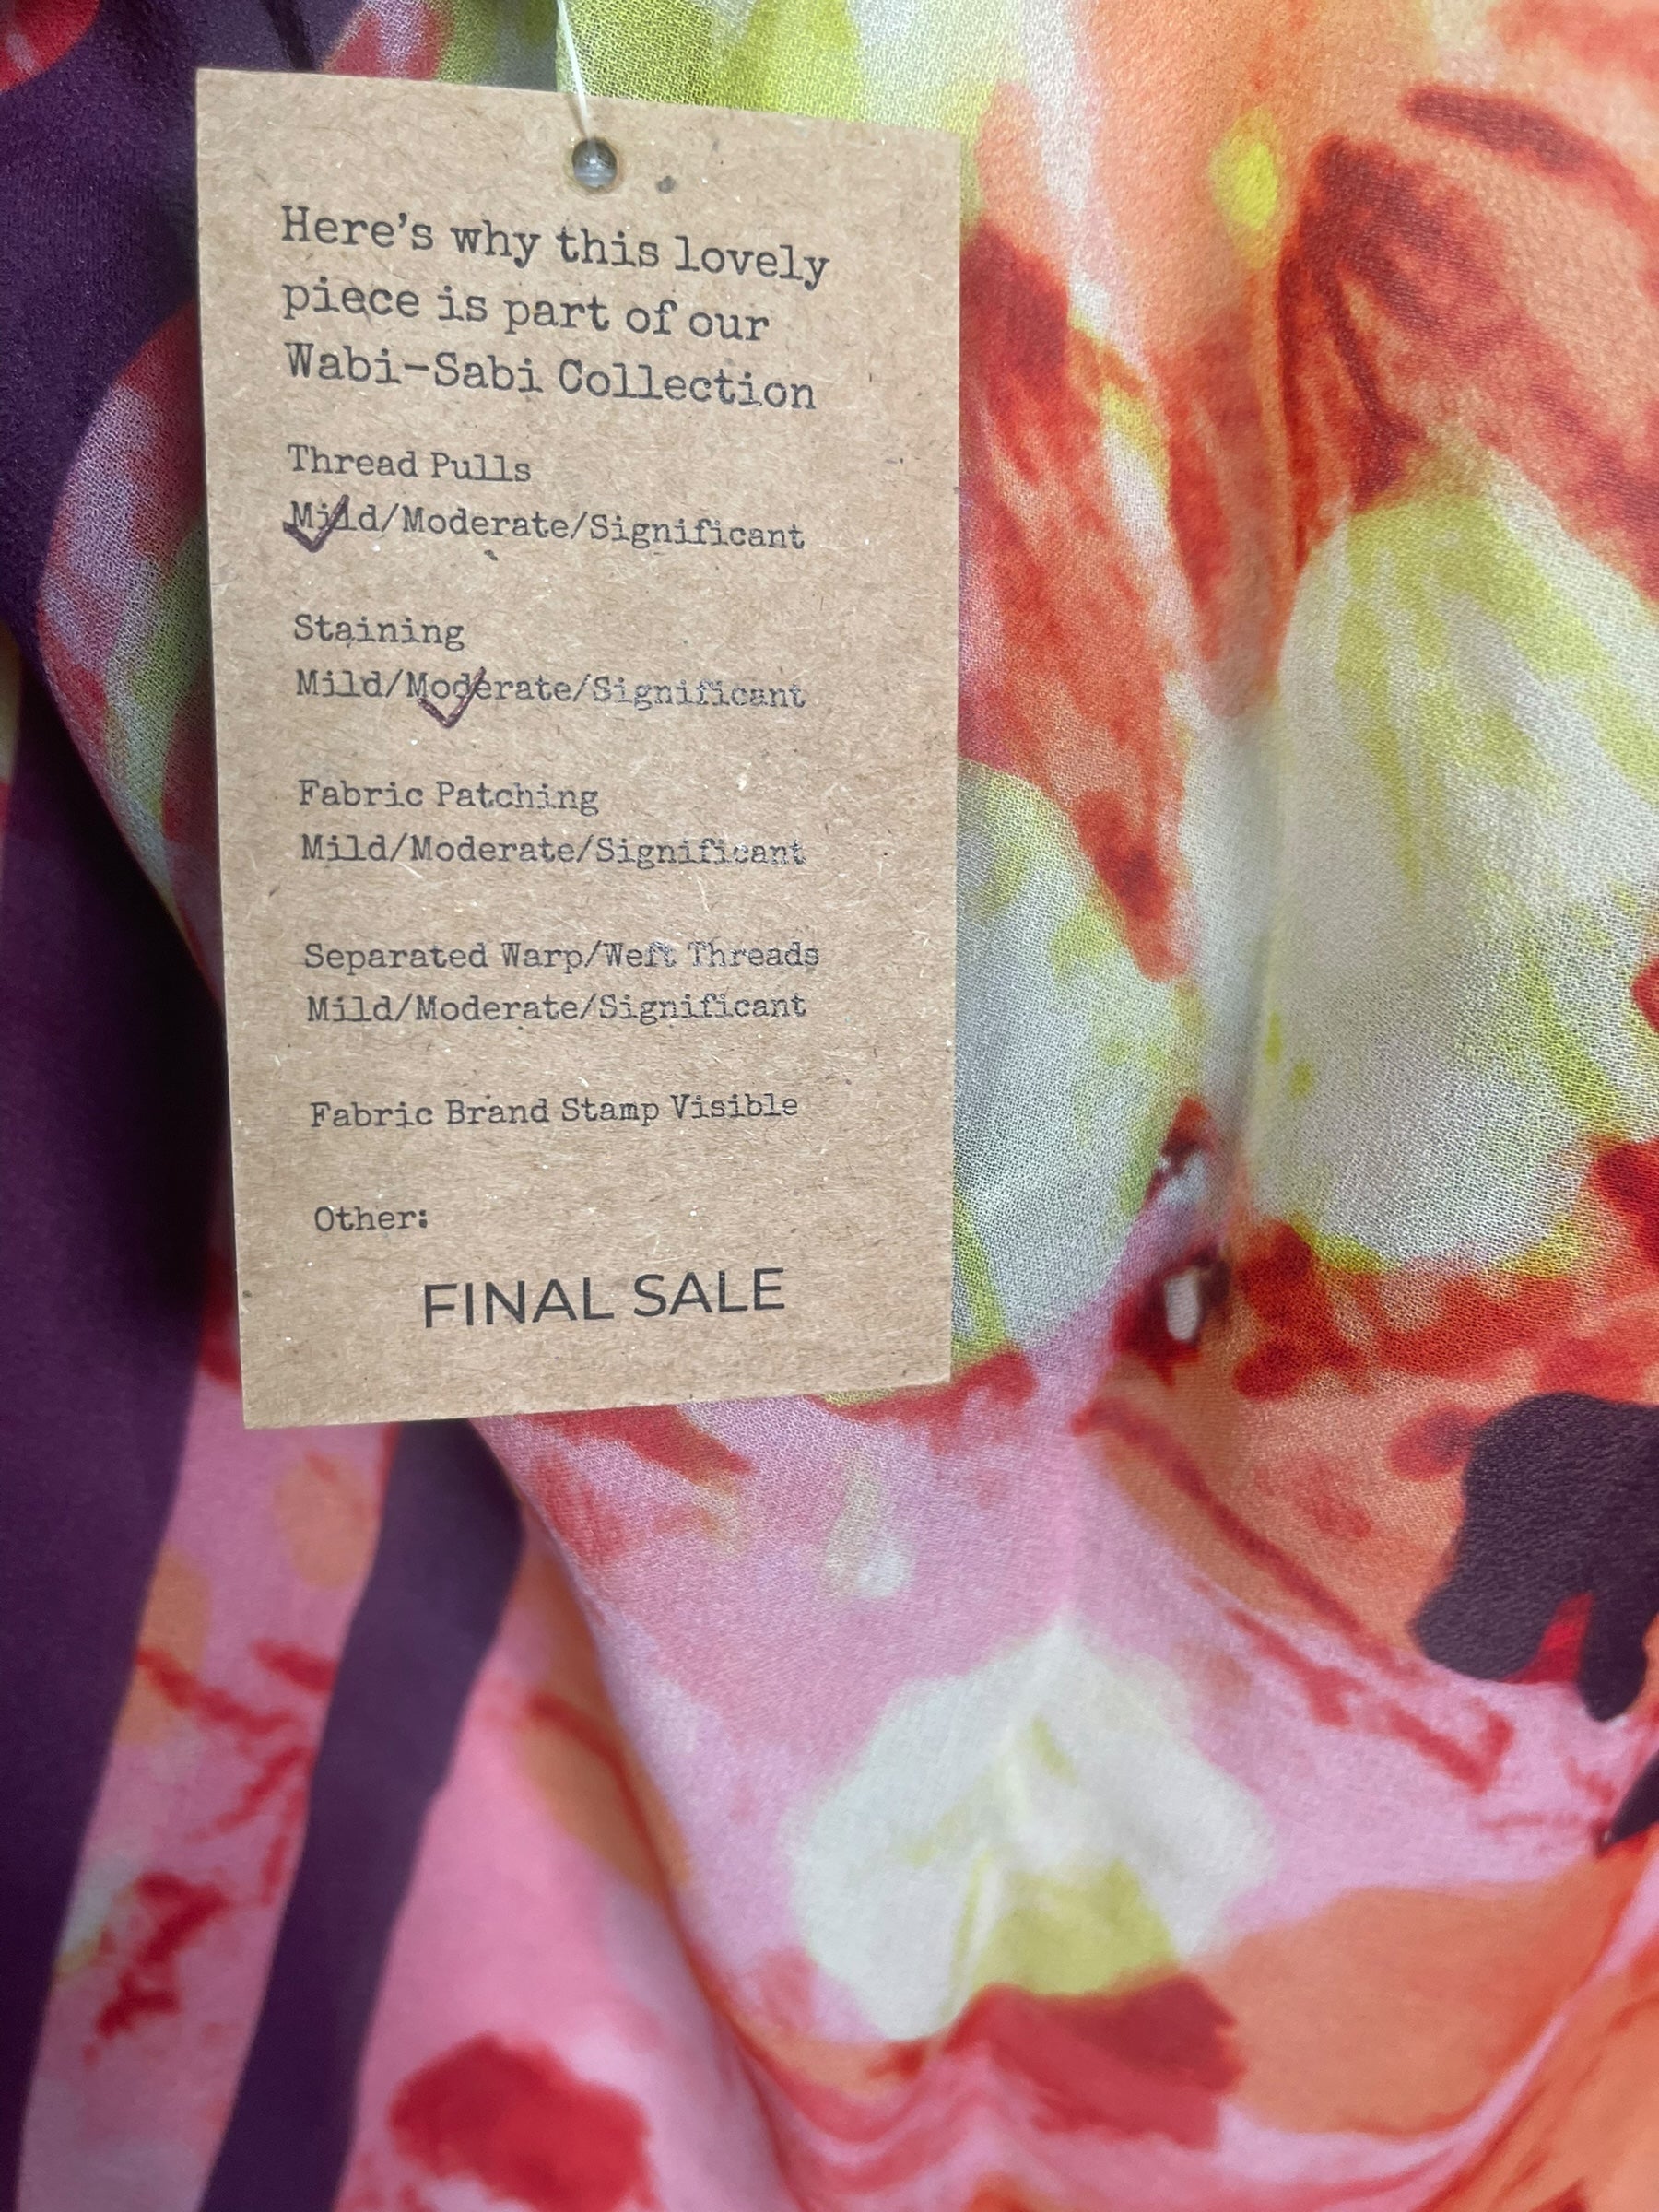 Here's why this lovely
piece is part of our
Wabi-Sabi Collection
Thread Pulls
Mild/Moderate/Significant
Staining
Mild/Moderate/Significant
Fabric Patching
Mild/Moderate/Significant
Separated Warp/Weft Threads
Mild/Moderate/Significant
Fabric Brand Stamp Visible
Other:
FINAL SALE